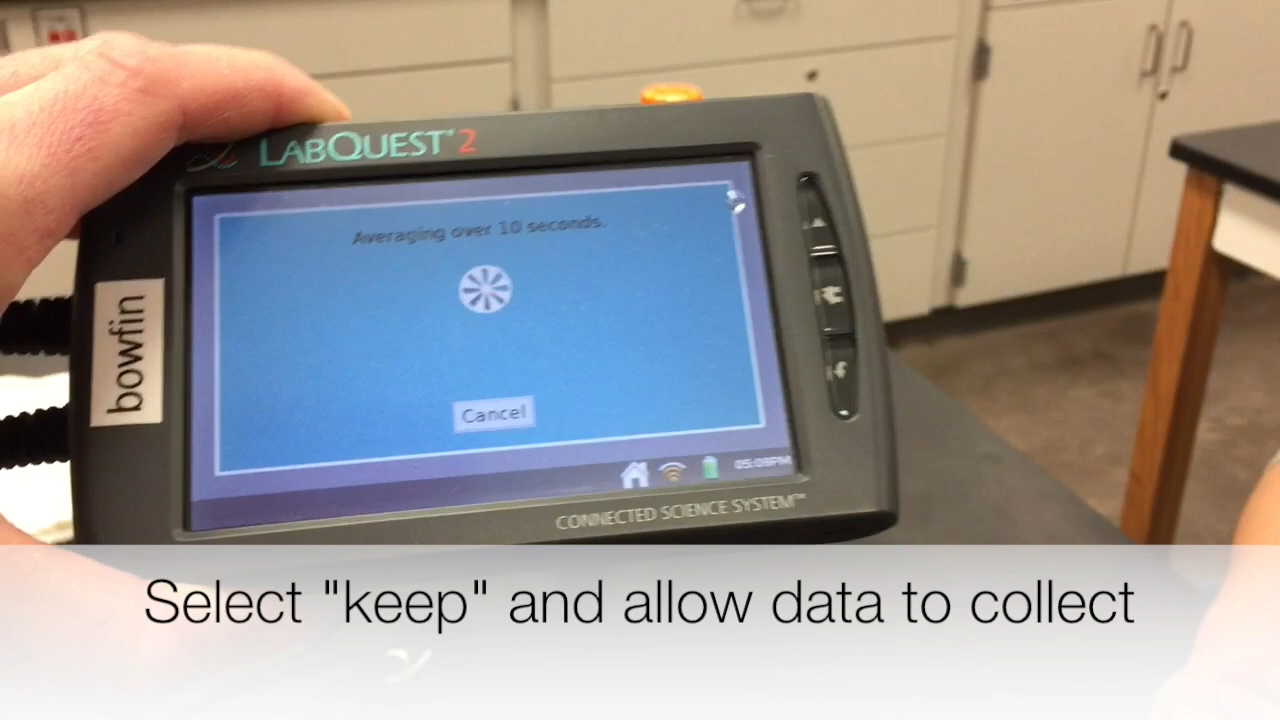 LABQUEST® 2
Averaging over 10 seconds.
bowfin
Cancel
05:09PM
CONNECTED SCIENCE SYSTEM™
Select "keep" and allow data to collect